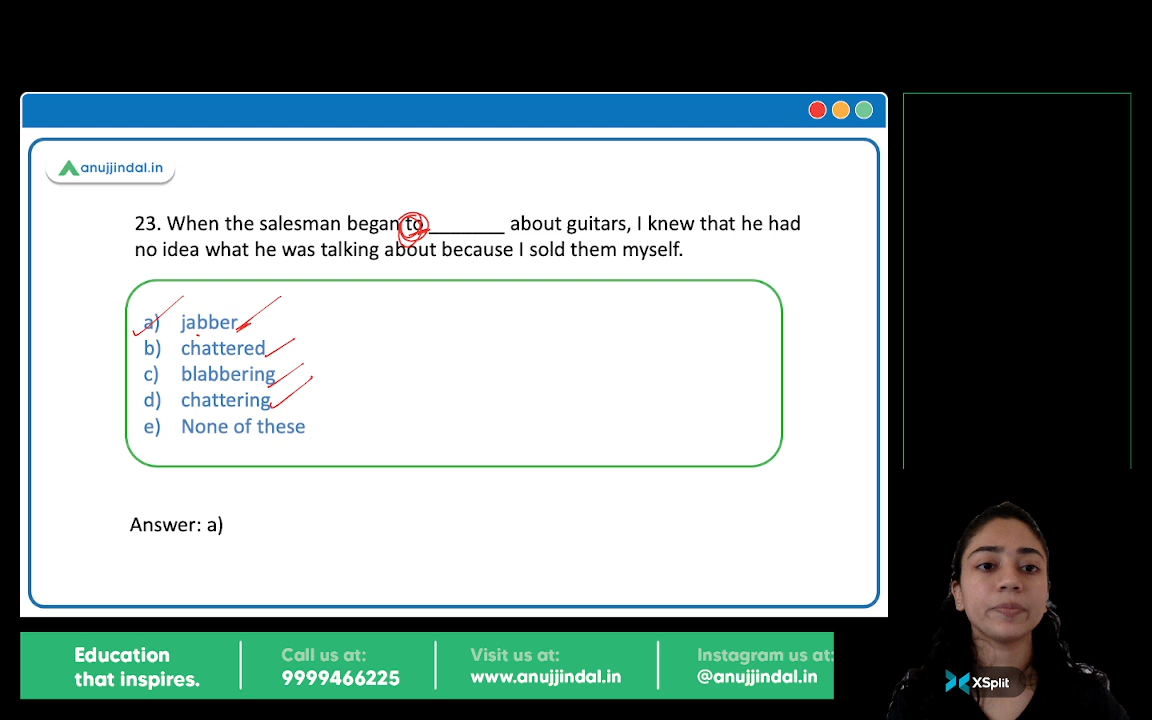 anujjindal.in
23. When the salesman began to _______ about guitars, I knew that he had
no idea what he was talking about because I sold them myself.
a) jabber
b) chattered
c) blabbering
d) chattering
e) None of these
Answer: a)
Education
that inspires.
Call us at:
9999466225
Visit us at:
www.anujjindal.in
Instagram us at:
@anujjindal.in
XSplit